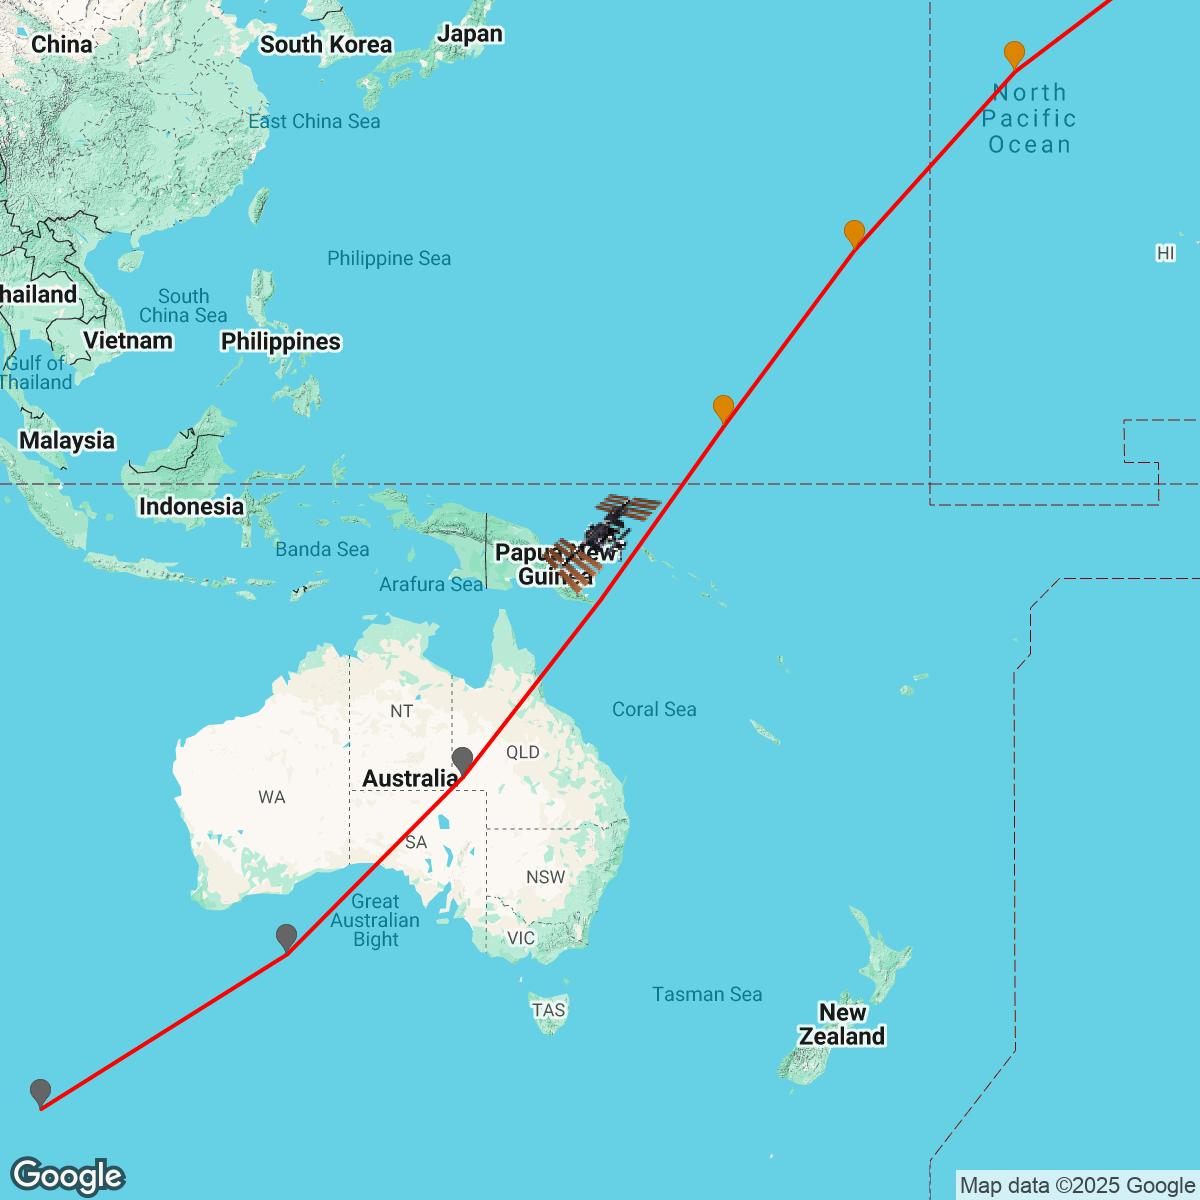 China
South Korea
Japan
East China Sea
North
Pacific
Ocean
Philippine Sea
HI
hailand
South
China Sea
Vietnam
Philippines
Gulf of
Thailand
Malaysia
Indonesia
Banda Sea
Papua New
Guinea
Arafura Sea
Coral Sea
NT
QLD
Australia
WA
SA
NSW
Great
Australian
Bight
VIC
Tasman Sea
TAS
New
Zealand
Google
Map data ©2025 Google